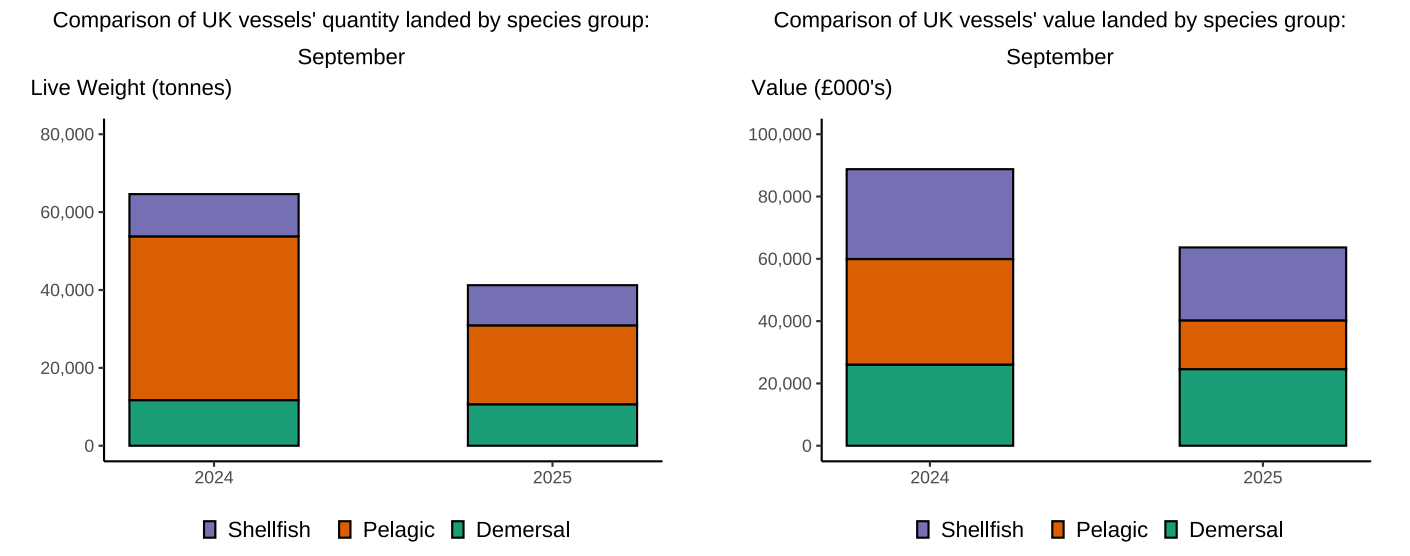 Comparison of UK vessels' quantity landed by species group:
September
Live Weight (tonnes)
80,000
60,000
40,000
20,000
0
2024
2025
Shellfish
Pelagic
Demersal
Comparison of UK vessels' value landed by species group:
September
Value (£000's)
100,000
80,000
60,000
40,000
20,000
0
2024
2025
Shellfish
Pelagic
Demersal